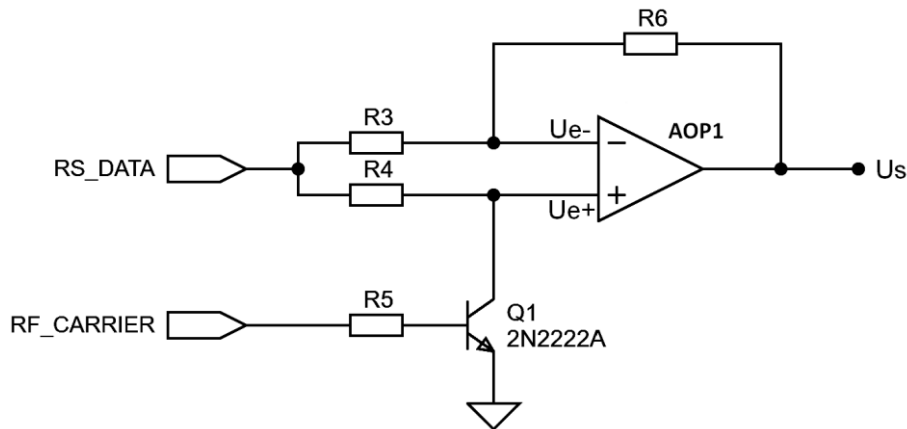 R6
R3
Ue-
AOP1
−
RS_DATA
R4
Us
+
Ue+
R5
Q1
RF_CARRIER
2N2222A